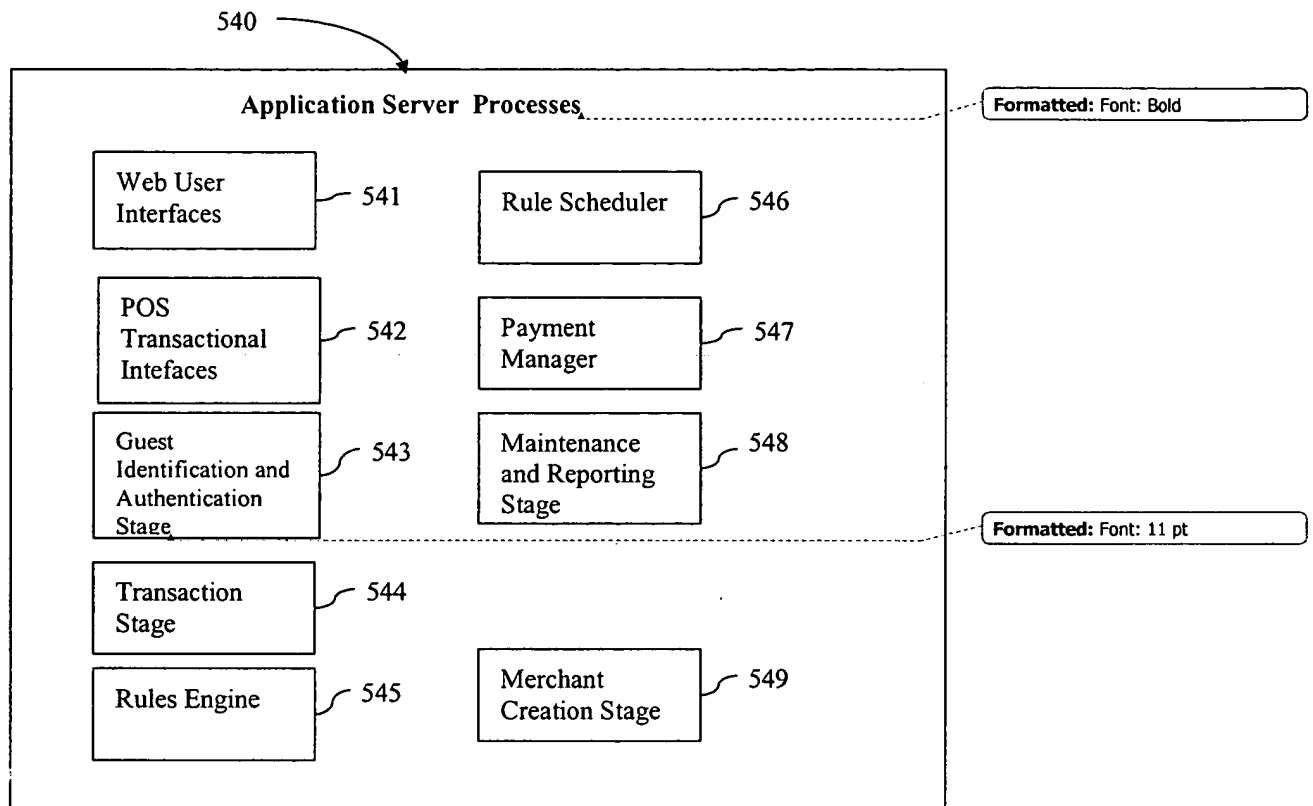 540
Application Server Processes
Formatted: Font: Bold
Web User
Interfaces
541
Rule Scheduler
546
POS
Transactional
Intefaces
542
Payment
Manager
547
Guest
Identification and
Authentication
Stage
543
Maintenance
and Reporting
Stage
548
Formatted: Font: 11 pt
Transaction
Stage
544
Rules Engine
545
Merchant
Creation Stage
549